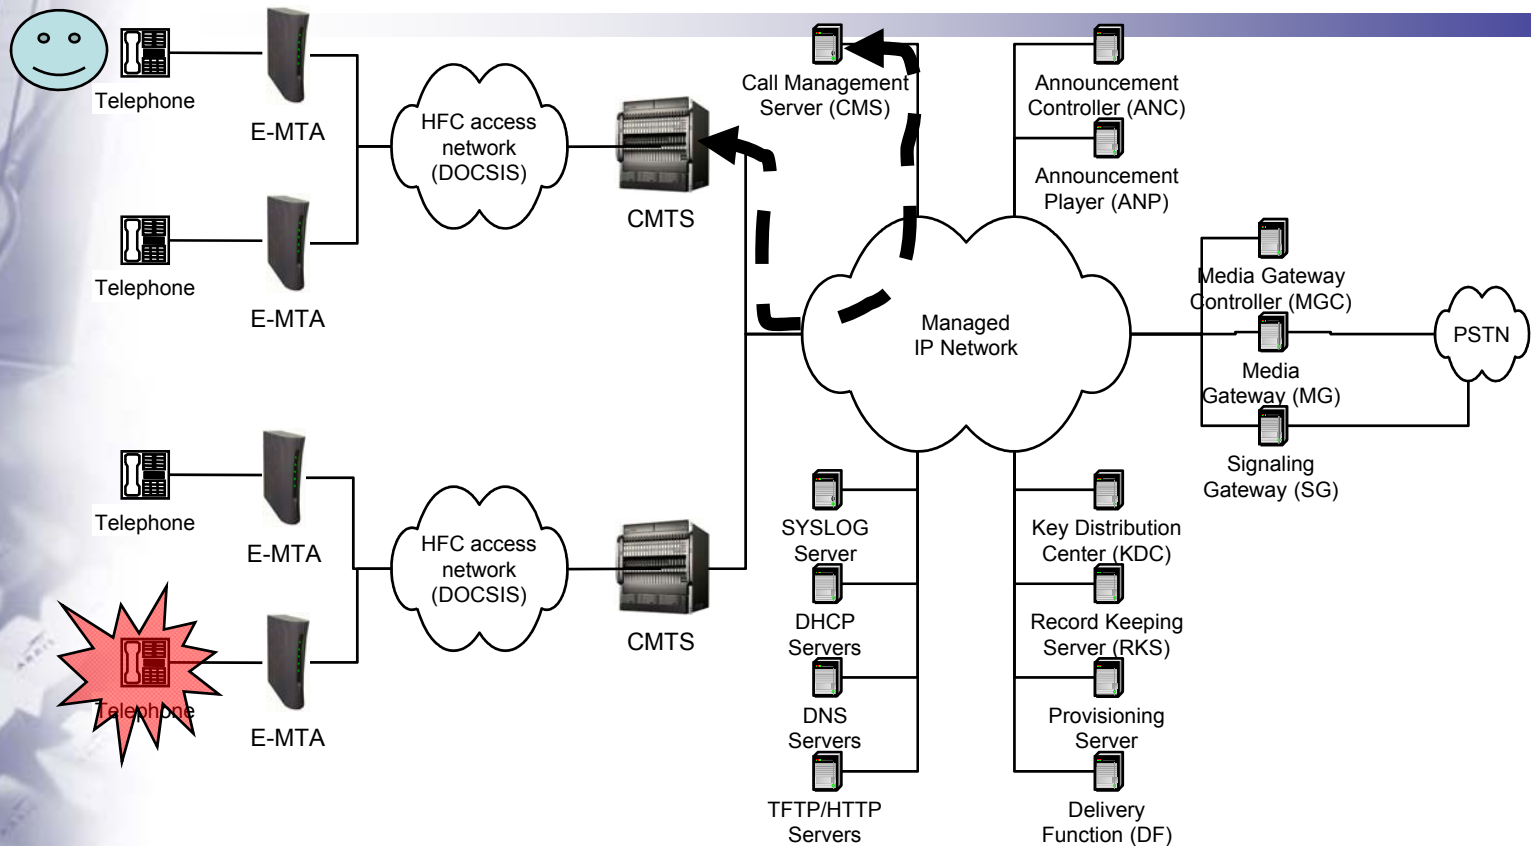 Telephone
E-MTA
Telephone
E-MTA
HFC access
network
(DOCSIS)
CMTS
Call Management
Server (CMS)
Announcement
Controller (ANC)
Announcement
Player (ANP)
Managed
IP Network
Media Gateway
Controller (MGC)
Media
Gateway (MG)
Signaling
Gateway (SG)
PSTN
Telephone
E-MTA
Telephone
E-MTA
HFC access
network
(DOCSIS)
CMTS
SYSLOG
Server
DHCP
Servers
DNS
Servers
TFTP/HTTP
Servers
Key Distribution
Center (KDC)
Record Keeping
Server (RKS)
Provisioning
Server
Delivery
Function (DF)